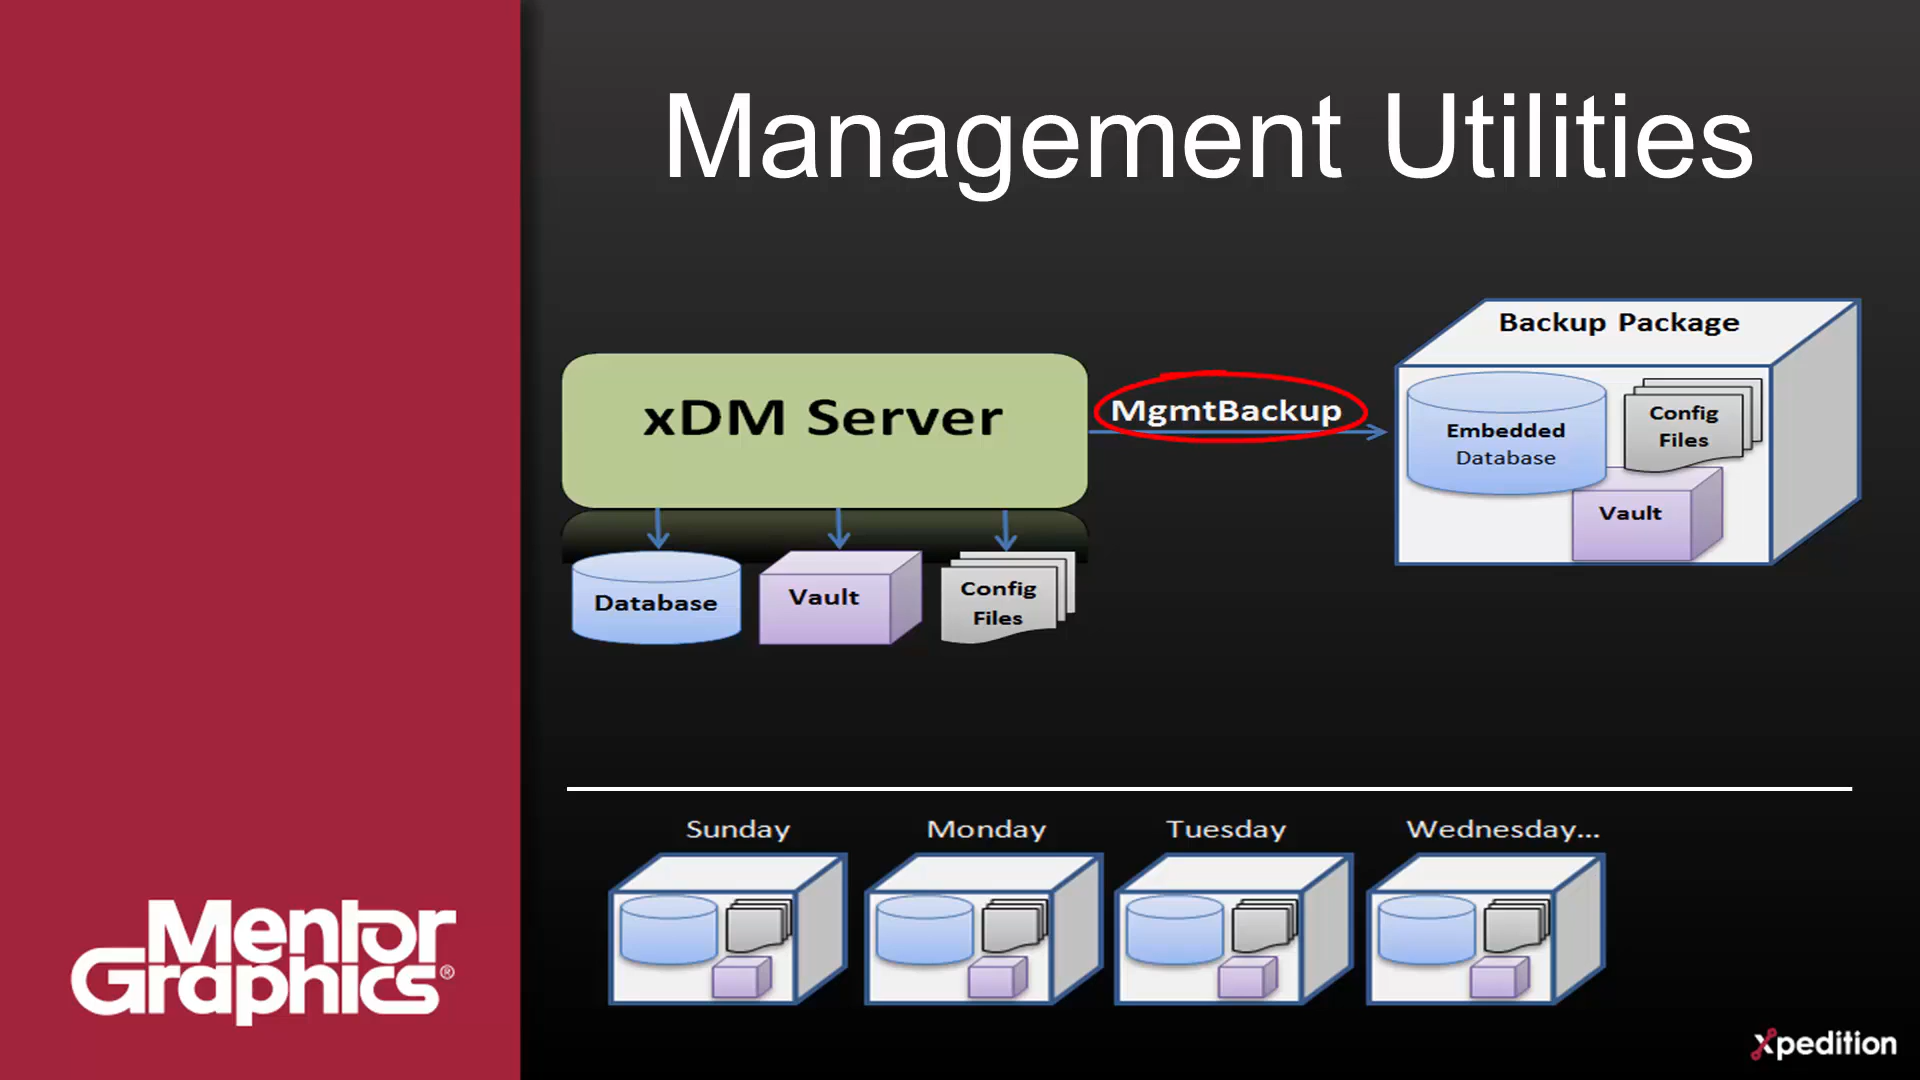 Management Utilities
Backup Package
xDM Server
MgmtBackup
Embedded
Database
Config
Files
Vault
Database
Vault
Config
Files
Sunday
Monday
Tuesday
Wednesday...
Mentor
Graphics®
xpedition